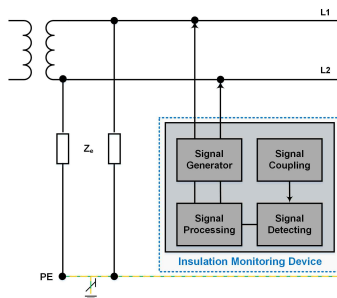 L1
L2
Ze
Signal
Generator
Signal
Coupling
Signal
Processing
Signal
Detecting
Insulation Monitoring Device
PE